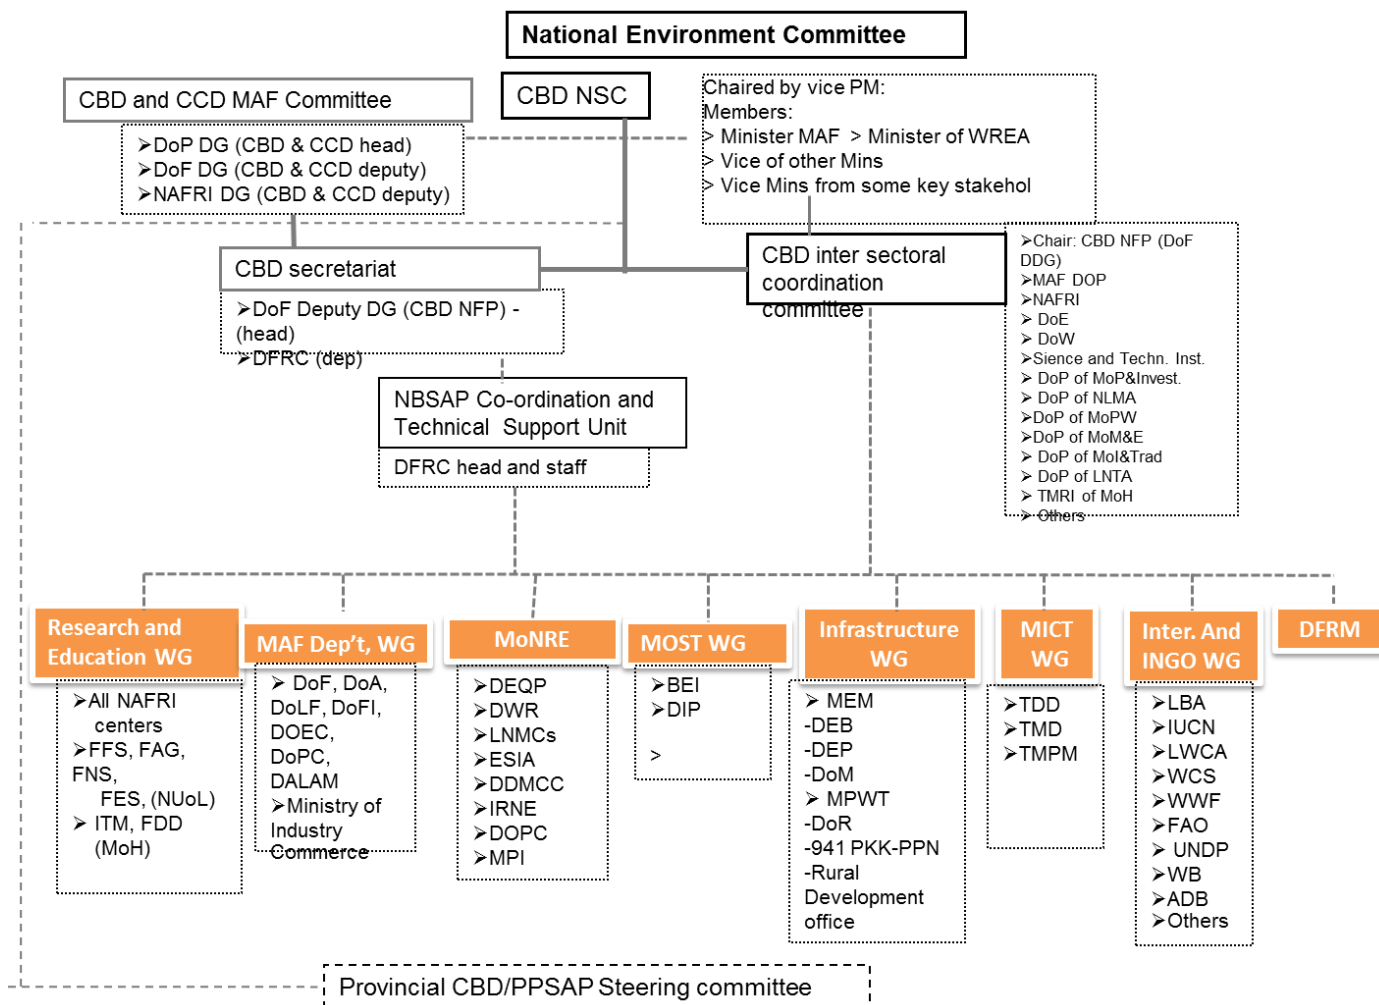 National Environment Committee
CBD and CCD MAF Committee
➤DoP DG (CBD & CCD head)
➤DoF DG (CBD & CCD deputy)
➤NAFRI DG (CBD & CCD deputy)
CBD NSC
Chaired by vice PM:
Members:
> Minister MAF > Minister of WREA
> Vice of other Mins
> Vice Mins from some key stakehol
CBD secretariat
➤DoF Deputy DG (CBD NFP) -
(head)
➤DFRC (dep)
CBD inter sectoral
coordination
committee
➤Chair: CBD NFP (DoF
DDG)
➤MAF DOP
➤NAFRI
➤ DoE
➤ DoW
➤Sience and Techn. Inst.
➤ DoP of MoP&Invest.
➤ DoP of NLMA
➤DoP of MoPW
➤DoP of MoM&E
➤ DoP of MoI&Trad
➤ DoP of LNTA
➤ TMRI of MoH
➤ Others
NBSAP Co-ordination and
Technical Support Unit
DFRC head and staff
Research and
Education WG
➤All NAFRI
centers
➤FFS, FAG,
FNS,
FES, (NUoL)
➤ ITM, FDD
(MoH)
MAF Dep’t, WG
➤ DoF, DoA,
DoLF, DoFI,
DOEC,
DoPC,
DALAM
➤Ministry of
Industry
Commerce
MoNRE
➤DEQP
➤DWR
➤LNMCs
➤ESIA
➤DDMCC
➤IRNE
➤DOPC
➤MPI
MOST WG
➤BEI
➤DIP
>
Infrastructure
WG
➤ MEM
-DEB
-DEP
-DoM
➤ MPWT
-DoR
-941 PKK-PPN
-Rural
Development
office
MICT
WG
➤TDD
➤TMD
➤TMPM
Inter. And
INGO WG
➤LBA
➤IUCN
➤LWCA
➤WCS
➤WWF
➤FAO
➤ UNDP
➤WB
➤ADB
➤Others
DFRM
Provincial CBD/PPSAP Steering committee